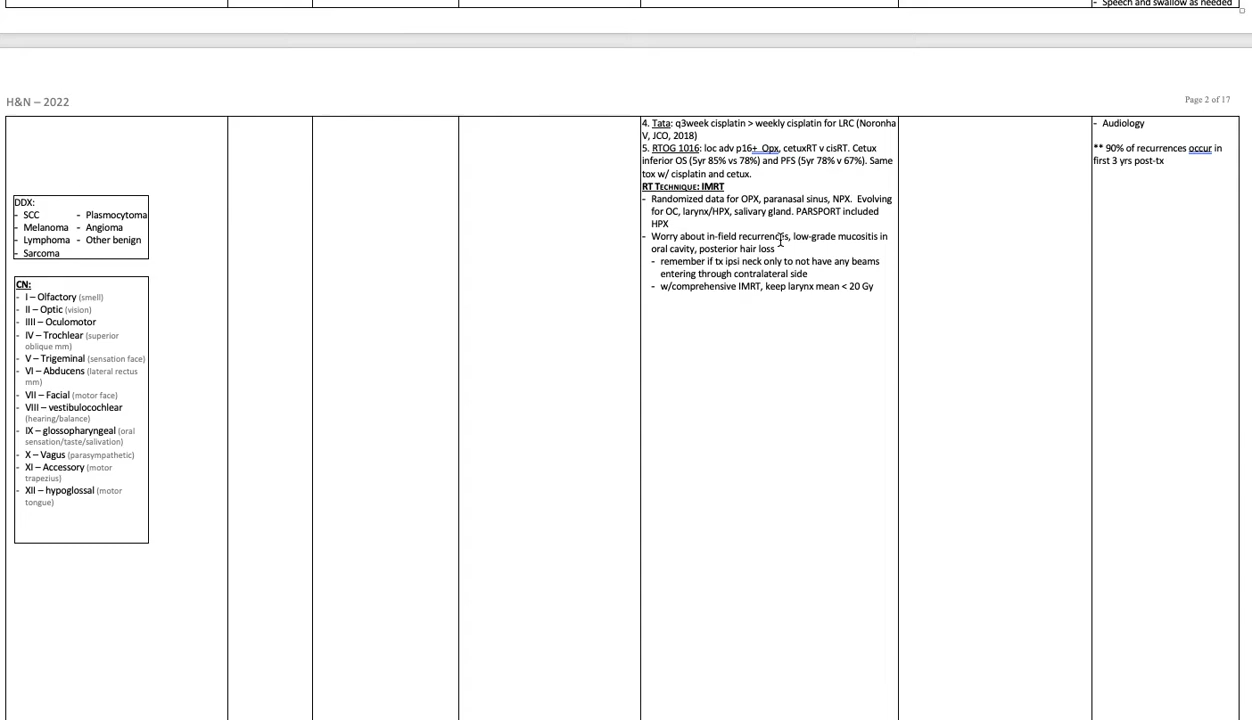 - Speech and swallow as needed
H&N – 2022
Page 2 of 17
DDX:
- SCC - Plasmocytoma
- Melanoma - Angioma
- Lymphoma - Other benign
- Sarcoma
CN:
- I – Olfactory (smell)
- II – Optic (vision)
- IIII – Oculomotor
- IV – Trochlear (superior
oblique mm)
- V – Trigeminal (sensation face)
- VI – Abducens (lateral rectus
mm)
- VII – Facial (motor face)
- VIII – vestibulocochlear
(hearing/balance)
- IX – glossopharyngeal (oral
sensation/taste/salivation)
- X – Vagus (parasympathetic)
- XI – Accessory (motor
trapezius)
- XII – hypoglossal (motor
tongue)
4. Tata: q3week cisplatin > weekly cisplatin for LRC (Noronha
V, JCO, 2018)
5. RTOG 1016: loc adv p16+ Opx, cetuxRT v cisRT. Cetux
inferior OS (5yr 85% vs 78%) and PFS (5yr 78% v 67%). Same
tox w/ cisplatin and cetux.
RT TECHNIQUE: IMRT
- Randomized data for OPX, paranasal sinus, NPX. Evolving
for OC, larynx/HPX, salivary gland. PARSPORT included
HPX
- Worry about in-field recurrences, low-grade mucositis in
oral cavity, posterior hair loss
- remember if tx ipsi neck only to not have any beams
entering through contralateral side
- w/comprehensive IMRT, keep larynx mean < 20 Gy
- Audiology
** 90% of recurrences occur in
first 3 yrs post-tx